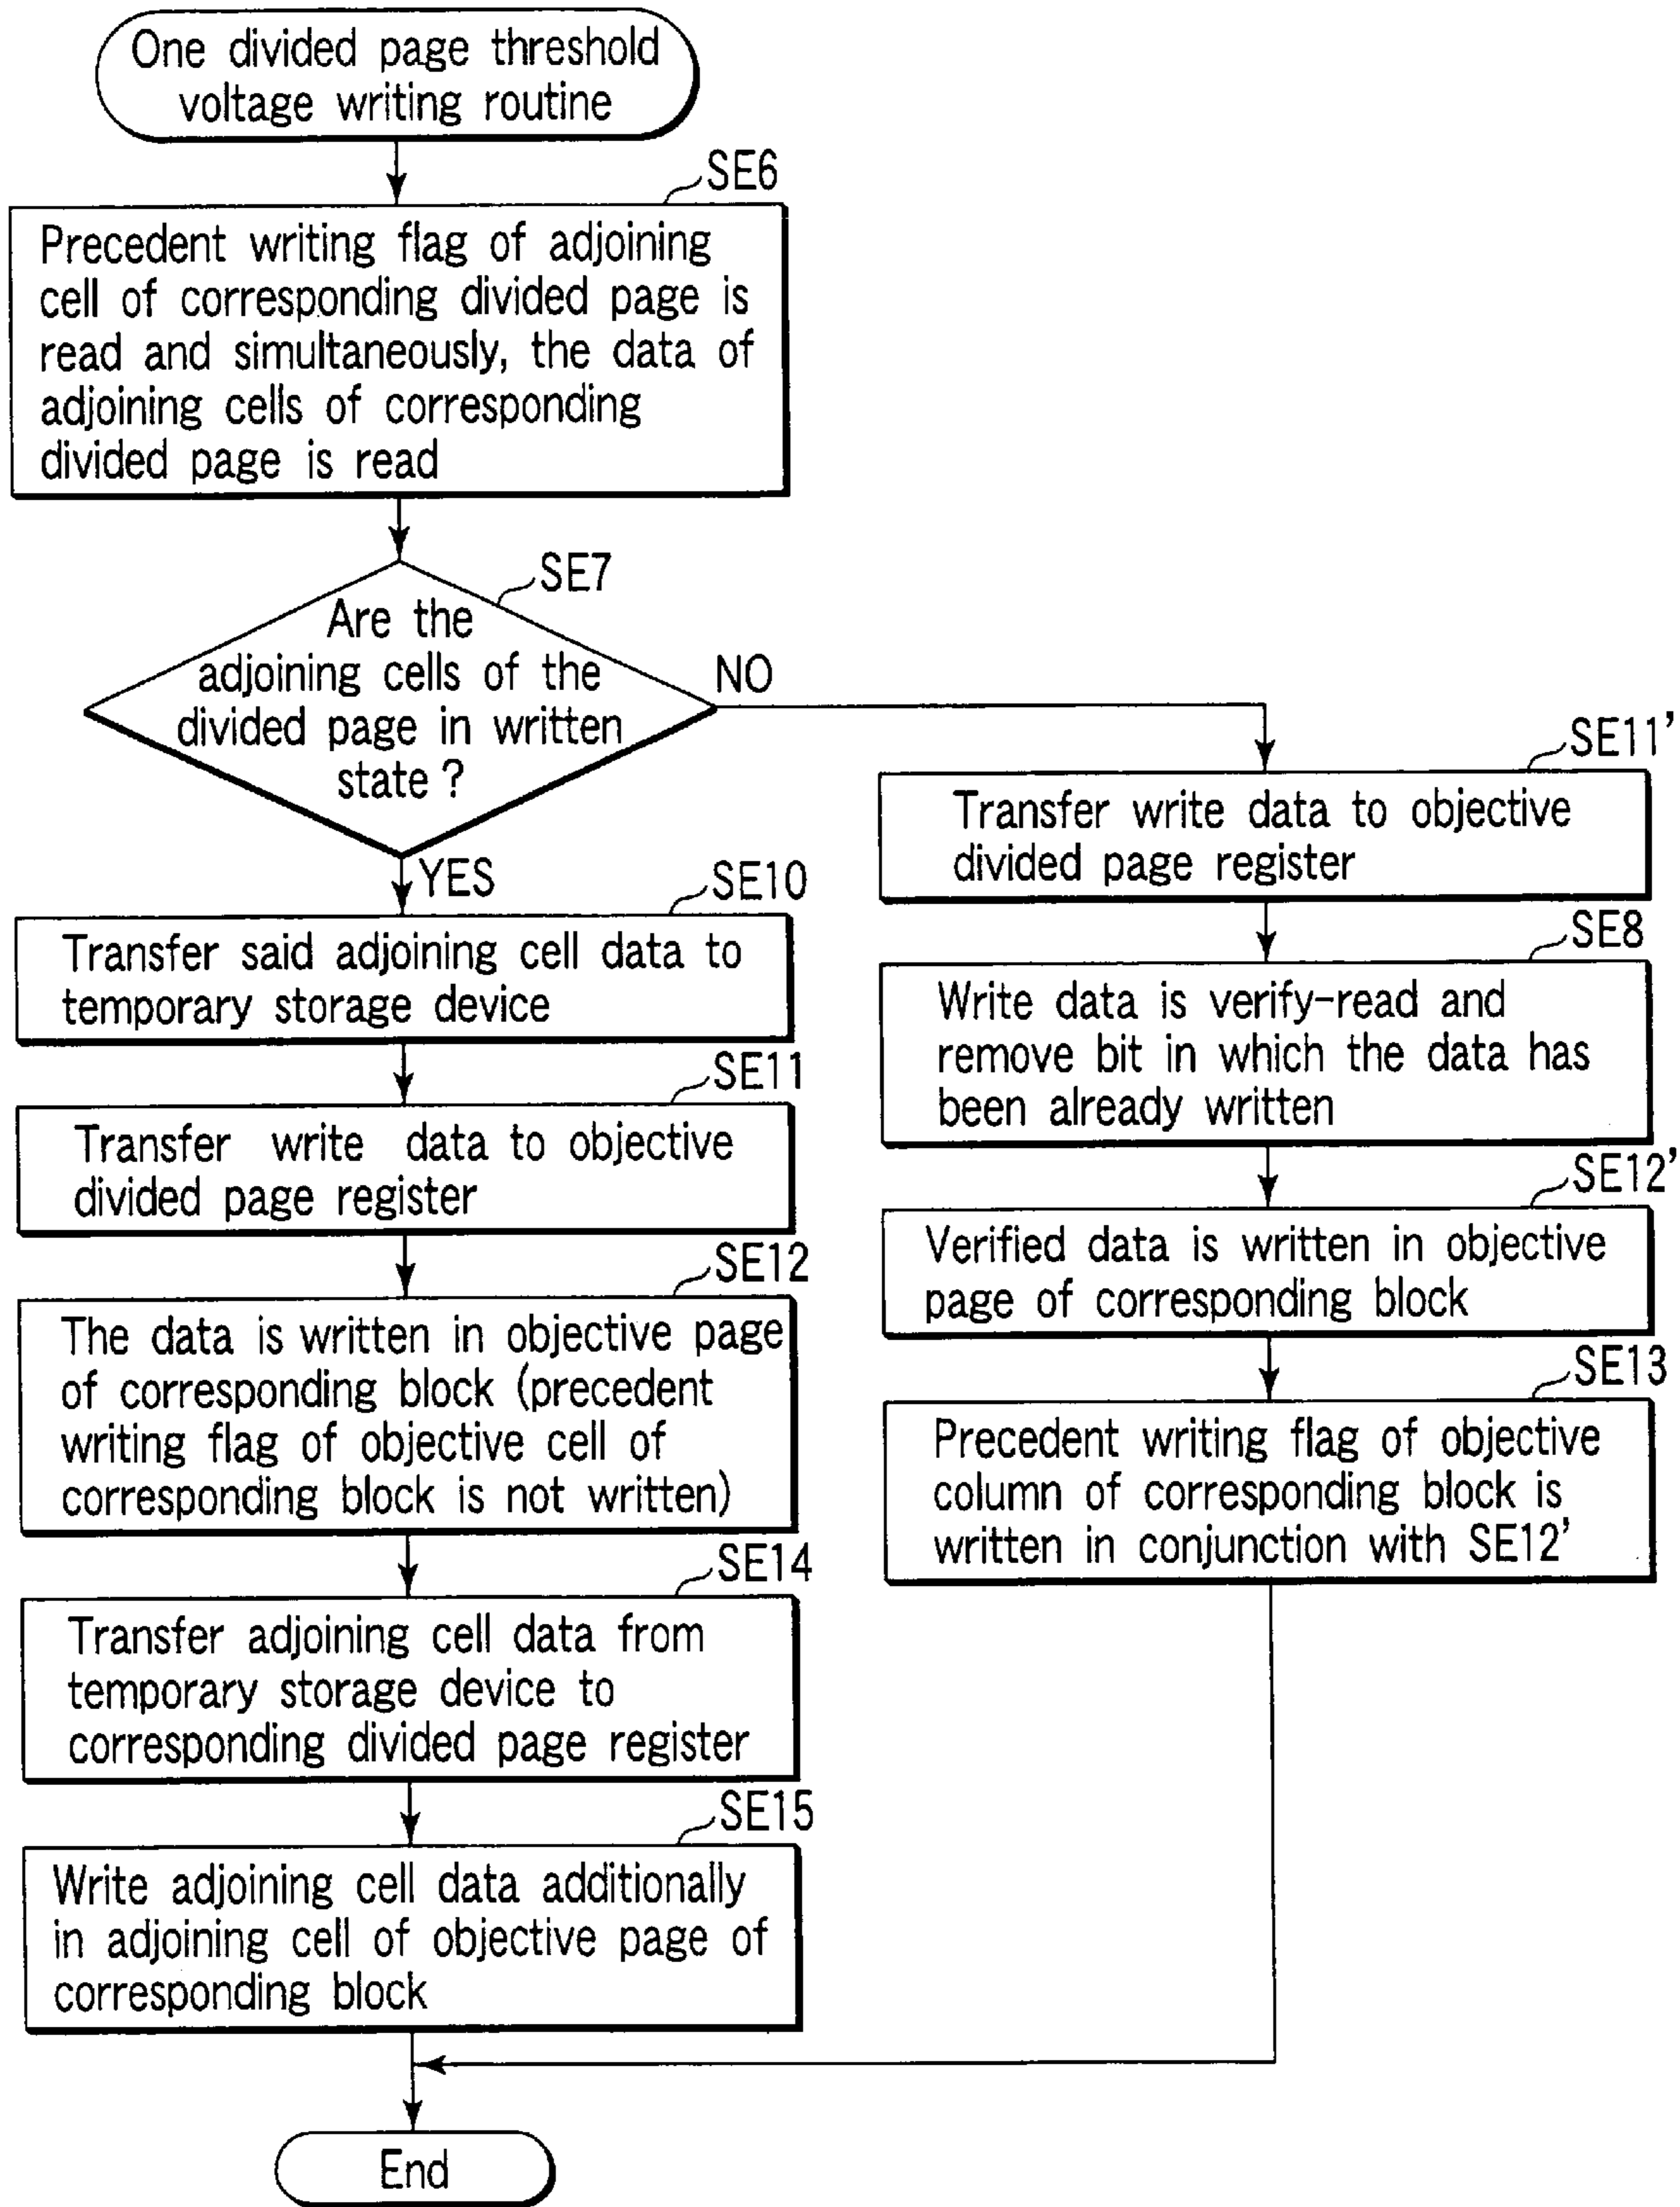 One divided page threshold
voltage writing routine
SE6
Precedent writing flag of adjoining
cell of corresponding divided page is
read and simultaneously, the data of
adjoining cells of corresponding
divided page is read
SE7
Are the
adjoining cells of the
divided page in written
state ?
NO
YES
SE10
Transfer said adjoining cell data to
temporary storage device
SE11
Transfer write data to objective
divided page register
SE12
The data is written in objective page
of corresponding block (precedent
writing flag of objective cell of
corresponding block is not written)
SE14
Transfer adjoining cell data from
temporary storage device to
corresponding divided page register
SE15
Write adjoining cell data additionally
in adjoining cell of objective page of
corresponding block
SE11'
Transfer write data to objective
divided page register
SE8
Write data is verify-read and
remove bit in which the data has
been already written
SE12'
Verified data is written in objective
page of corresponding block
SE13
Precedent writing flag of objective
column of corresponding block is
written in conjunction with SE12'
End